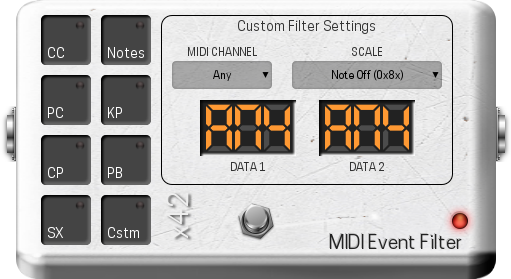 Custom Filter Settings
CC Notes
MIDI CHANNEL SCALE
Any Note Off (0x8x)
PC KP
ANY ANY
CP PB
DATA 1 DATA 2
SX Cstm
x42
MIDI Event Filter